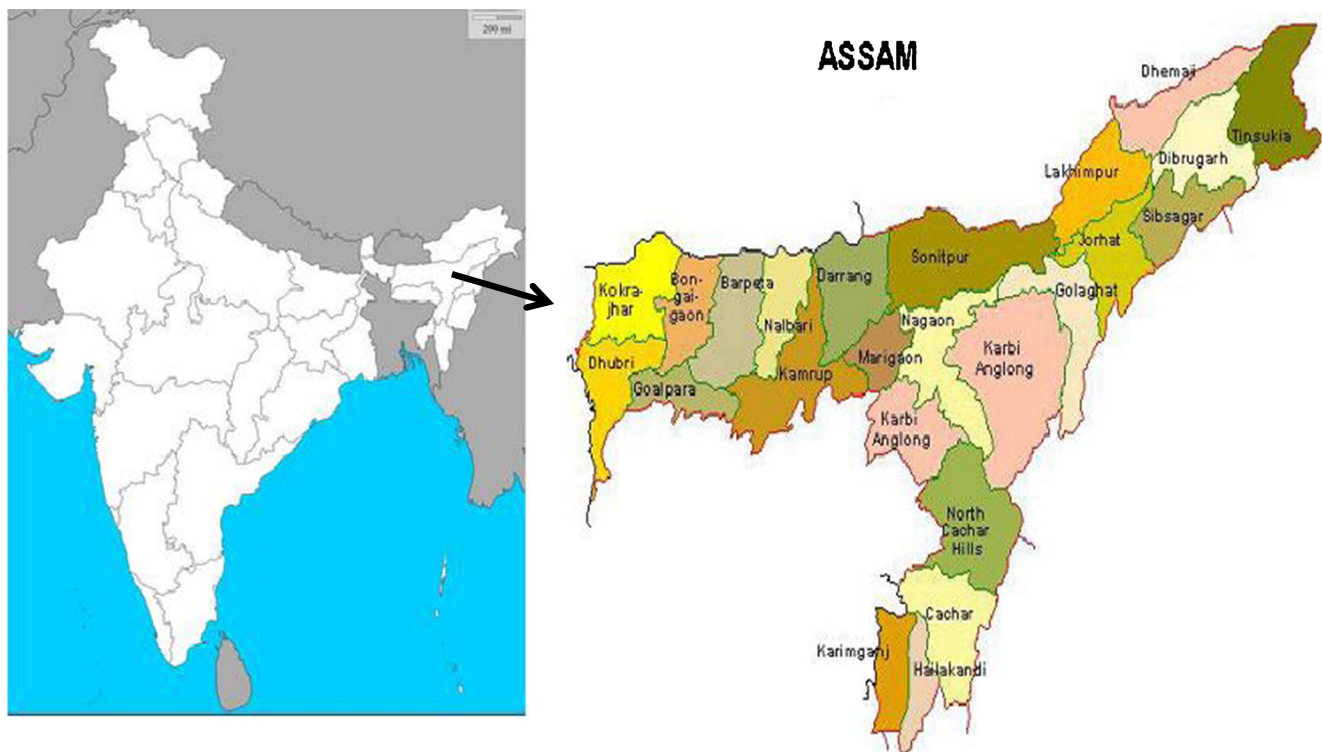 200 mi
ASSAM
Dhemaji
Tinsukia
Dibrugarh
Lakhimpur
Sibsagar
Jorhat
Sonitpur
Golaghat
Darrang
Kokra-
jhar
Bon-
gai-
gaon
Barpeta
Nalbari
Nagaon
Dhubri
Marigaon
Karbi
Anglong
Kamrup
Goalpara
Karbi
Anglong
North
Cachar
Hills
Cachar
Karimganj
Hailakandi